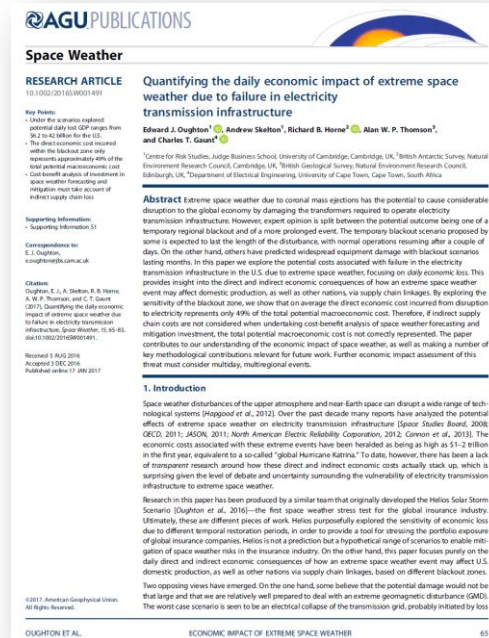 AGU PUBLICATIONS
Space Weather
RESEARCH ARTICLE
10.1002/2016SW001491
Key Points:
• Under the scenarios explored
potential daily lost GDP ranges from
$6.2 to 42 billion for the U.S.
• The direct economic cost incurred
within the blackout zone only
represents approximately 49% of the
total potential macroeconomic cost
• Cost-benefit analysis of investment in
space weather forecasting and
mitigation must take account of
indirect supply chain loss
Supporting Information:
• Supporting Information S1
Correspondence to:
E. J. Oughton,
e.oughton@jbs.cam.ac.uk
Citation:
Oughton, E. J., A. Skelton, R. B. Horne,
A. W. P. Thomson, and C. T. Gaunt
(2017), Quantifying the daily economic
impact of extreme space weather due
to failure in electricity transmission
infrastructure, Space Weather, 15, 65–83,
doi:10.1002/2016SW001491.
Received 5 AUG 2016
Accepted 3 DEC 2016
Published online 17 JAN 2017
©2017. American Geophysical Union.
All Rights Reserved.
Quantifying the daily economic impact of extreme space
weather due to failure in electricity
transmission infrastructure
Edward J. Oughton1, Andrew Skelton1, Richard B. Horne2, Alan W. P. Thomson3,
and Charles T. Gaunt4
1Centre for Risk Studies, Judge Business School, University of Cambridge, Cambridge, UK, 2British Antarctic Survey, Natural
Environment Research Council, Cambridge, UK, 3British Geological Survey, Natural Environment Research Council,
Edinburgh, UK, 4Department of Electrical Engineering, University of Cape Town, Cape Town, South Africa
Abstract Extreme space weather due to coronal mass ejections has the potential to cause considerable
disruption to the global economy by damaging the transformers required to operate electricity
transmission infrastructure. However, expert opinion is split between the potential outcome being one of a
temporary regional blackout and of a more prolonged event. The temporary blackout scenario proposed by
some is expected to last the length of the disturbance, with normal operations resuming after a couple of
days. On the other hand, others have predicted widespread equipment damage with blackout scenarios
lasting months. In this paper we explore the potential costs associated with failure in the electricity
transmission infrastructure in the U.S. due to extreme space weather, focusing on daily economic loss. This
provides insight into the direct and indirect economic consequences of how an extreme space weather
event may affect domestic production, as well as other nations, via supply chain linkages. By exploring the
sensitivity of the blackout zone, we show that on average the direct economic cost incurred from disruption
to electricity represents only 49% of the total potential macroeconomic cost. Therefore, if indirect supply
chain costs are not considered when undertaking cost-benefit analysis of space weather forecasting and
mitigation investment, the total potential macroeconomic cost is not correctly represented. The paper
contributes to our understanding of the economic impact of space weather, as well as making a number of
key methodological contributions relevant for future work. Further economic impact assessment of this
threat must consider multiday, multiregional events.
1. Introduction
Space weather disturbances of the upper atmosphere and near-Earth space can disrupt a wide range of tech-
nological systems [Hapgood et al., 2012]. Over the past decade many reports have analyzed the potential
effects of extreme space weather on electricity transmission infrastructure [Space Studies Board, 2008;
OECD, 2011; JASON, 2011; North American Electric Reliability Corporation, 2012; Cannon et al., 2013]. The
economic costs associated with these extreme events have been heralded as being as high as $1–2 trillion
in the first year, equivalent to a so-called "global Hurricane Katrina." To date, however, there has been a lack
of transparent research around how these direct and indirect economic costs actually stack up, which is
surprising given the level of debate and uncertainty surrounding the vulnerability of electricity transmission
infrastructure to extreme space weather.
Research in this paper has been produced by a similar team that originally developed the Helios Solar Storm
Scenario [Oughton et al., 2016]—the first space weather stress test for the global insurance industry.
Ultimately, these are different pieces of work. Helios purposefully explored the sensitivity of economic loss
due to different temporal restoration periods, in order to provide a tool for stressing the portfolio exposure
of global insurance companies. Helios is not a prediction but a hypothetical range of scenarios to enable miti-
gation of space weather risks in the insurance industry. On the other hand, this paper focuses purely on the
daily direct and indirect economic consequences of how an extreme space weather event may affect U.S.
domestic production, as well as other nations via supply chain linkages, based on different blackout zones.
Two opposing views have emerged. On the one hand, some believe that the potential damage would not be
that large and that we are relatively well prepared to deal with an extreme geomagnetic disturbance (GMD).
The worst case scenario is seen to be an electrical collapse of the transmission grid, probably initiated by loss
OUGHTON ET AL.
ECONOMIC IMPACT OF EXTREME SPACE WEATHER
65